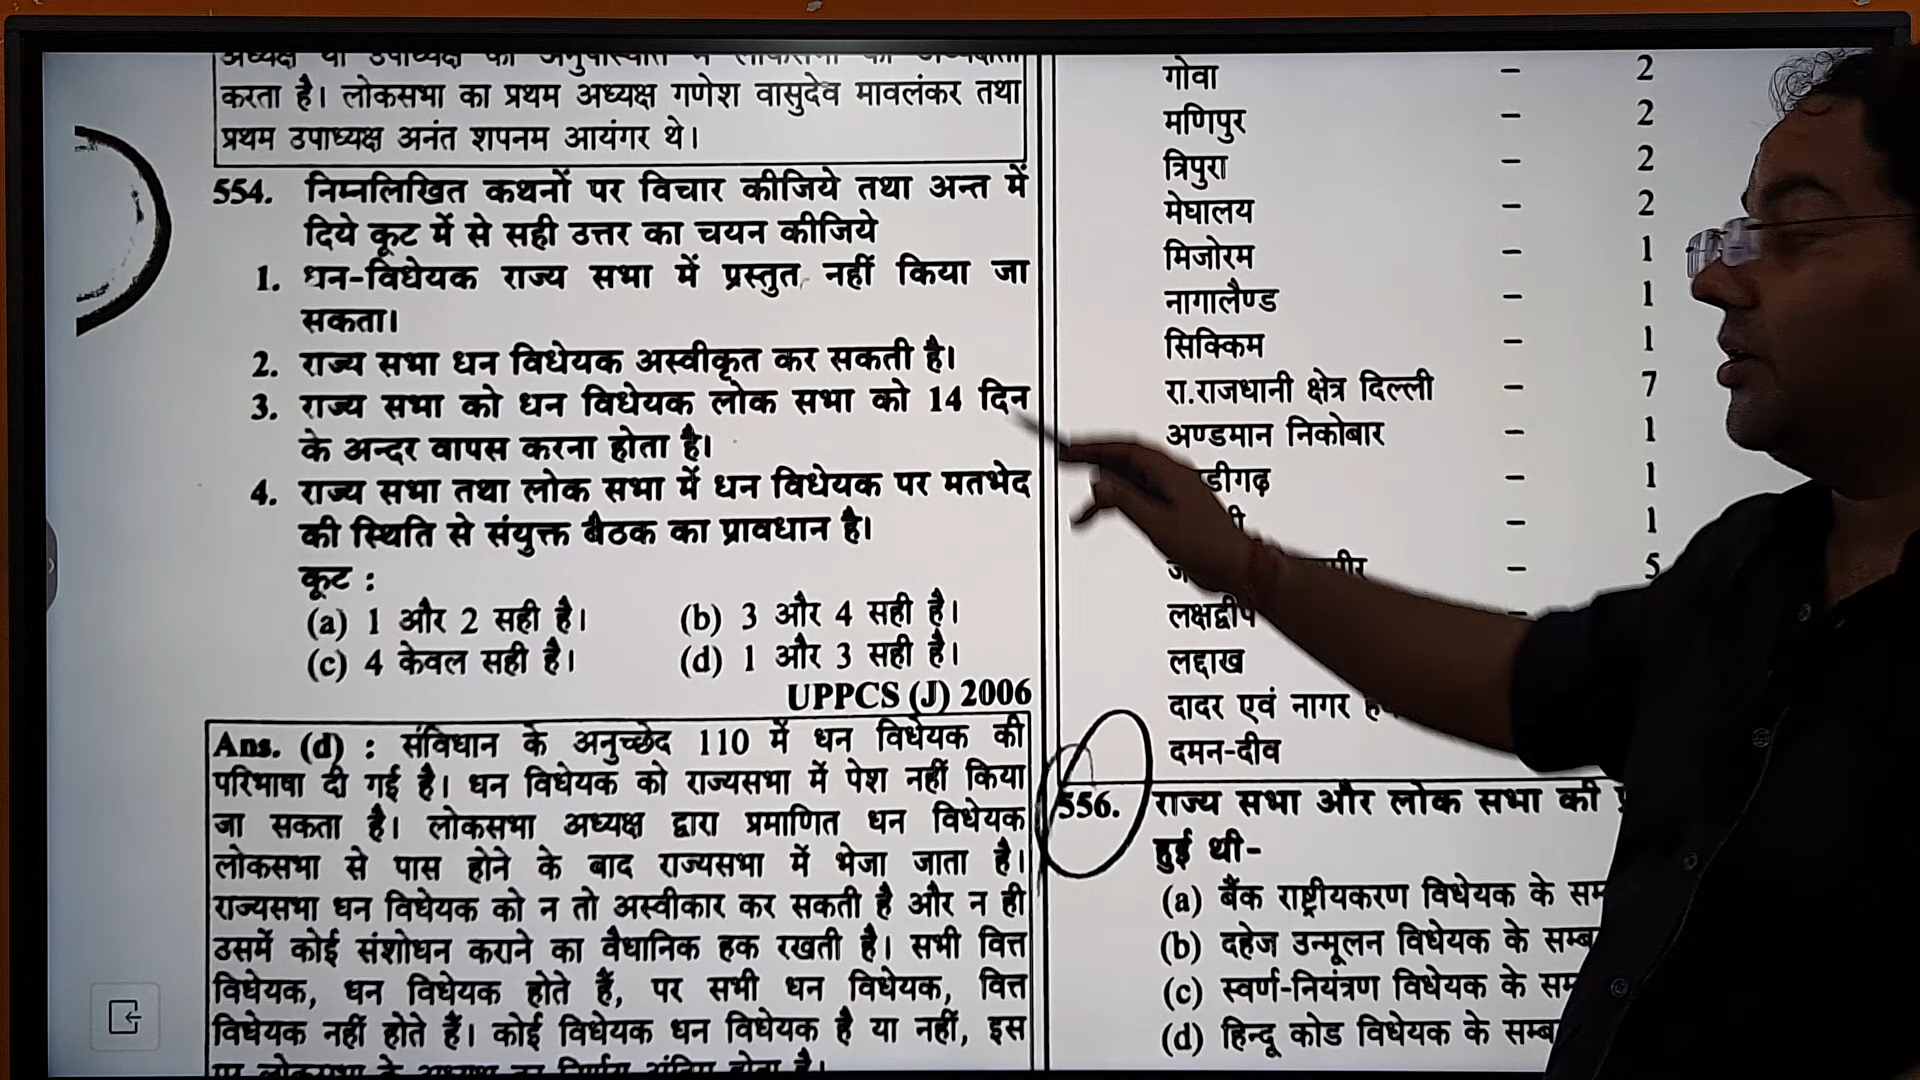 करता है। लोकसभा का प्रथम अध्यक्ष गणेश वासुदेव मावलंकर तथा
प्रथम उपाध्यक्ष अनंत शपनम आयंगर थे।
554. निम्नलिखित कथनों पर विचार कीजिये तथा अन्त में
दिये कूट में से सही उत्तर का चयन कीजिये
1. धन-विधेयक राज्य सभा में प्रस्तुत नहीं किया जा
सकता।
2. राज्य सभा धन विधेयक अस्वीकृत कर सकती है।
3. राज्य सभा को धन विधेयक लोक सभा को 14 दिन
के अन्दर वापस करना होता है।
4. राज्य सभा तथा लोक सभा में धन विधेयक पर मतभेद
की स्थिति से संयुक्त बैठक का प्रावधान है।
कूट :
(a) 1 और 2 सही है। (b) 3 और 4 सही है।
(c) 4 केवल सही है। (d) 1 और 3 सही है।
UPPCS (J) 2006
Ans. (d) : संविधान के अनुच्छेद 110 में धन विधेयक की
परिभाषा दी गई है। धन विधेयक को राज्यसभा में पेश नहीं किया
जा सकता है। लोकसभा अध्यक्ष द्वारा प्रमाणित धन विधेयक
लोकसभा से पास होने के बाद राज्यसभा में भेजा जाता है।
राज्यसभा धन विधेयक को न तो अस्वीकार कर सकती है और न ही
उसमें कोई संशोधन कराने का वैधानिक हक रखती है। सभी वित्त
विधेयक, धन विधेयक होते हैं, पर सभी धन विधेयक, वित्त
विधेयक नहीं होते हैं। कोई विधेयक धन विधेयक है या नहीं, इस
गोवा – 2
मणिपुर – 2
त्रिपुरा – 2
मेघालय – 2
मिजोरम – 1
नागालैण्ड – 1
सिक्किम – 1
रा.राजधानी क्षेत्र दिल्ली – 7
अण्डमान निकोबार – 1
– 1
– 1
– 5
लक्षद्वीप –
लद्दाख
दादर एवं नागर
दमन-दीव
556. राज्य सभा और लोक सभा की
हुई थी-
(a) बैंक राष्ट्रीयकरण विधेयक के
(b) दहेज उन्मूलन विधेयक के
(c) स्वर्ण-नियंत्रण विधेयक के
(d) हिन्दू कोड विधेयक के